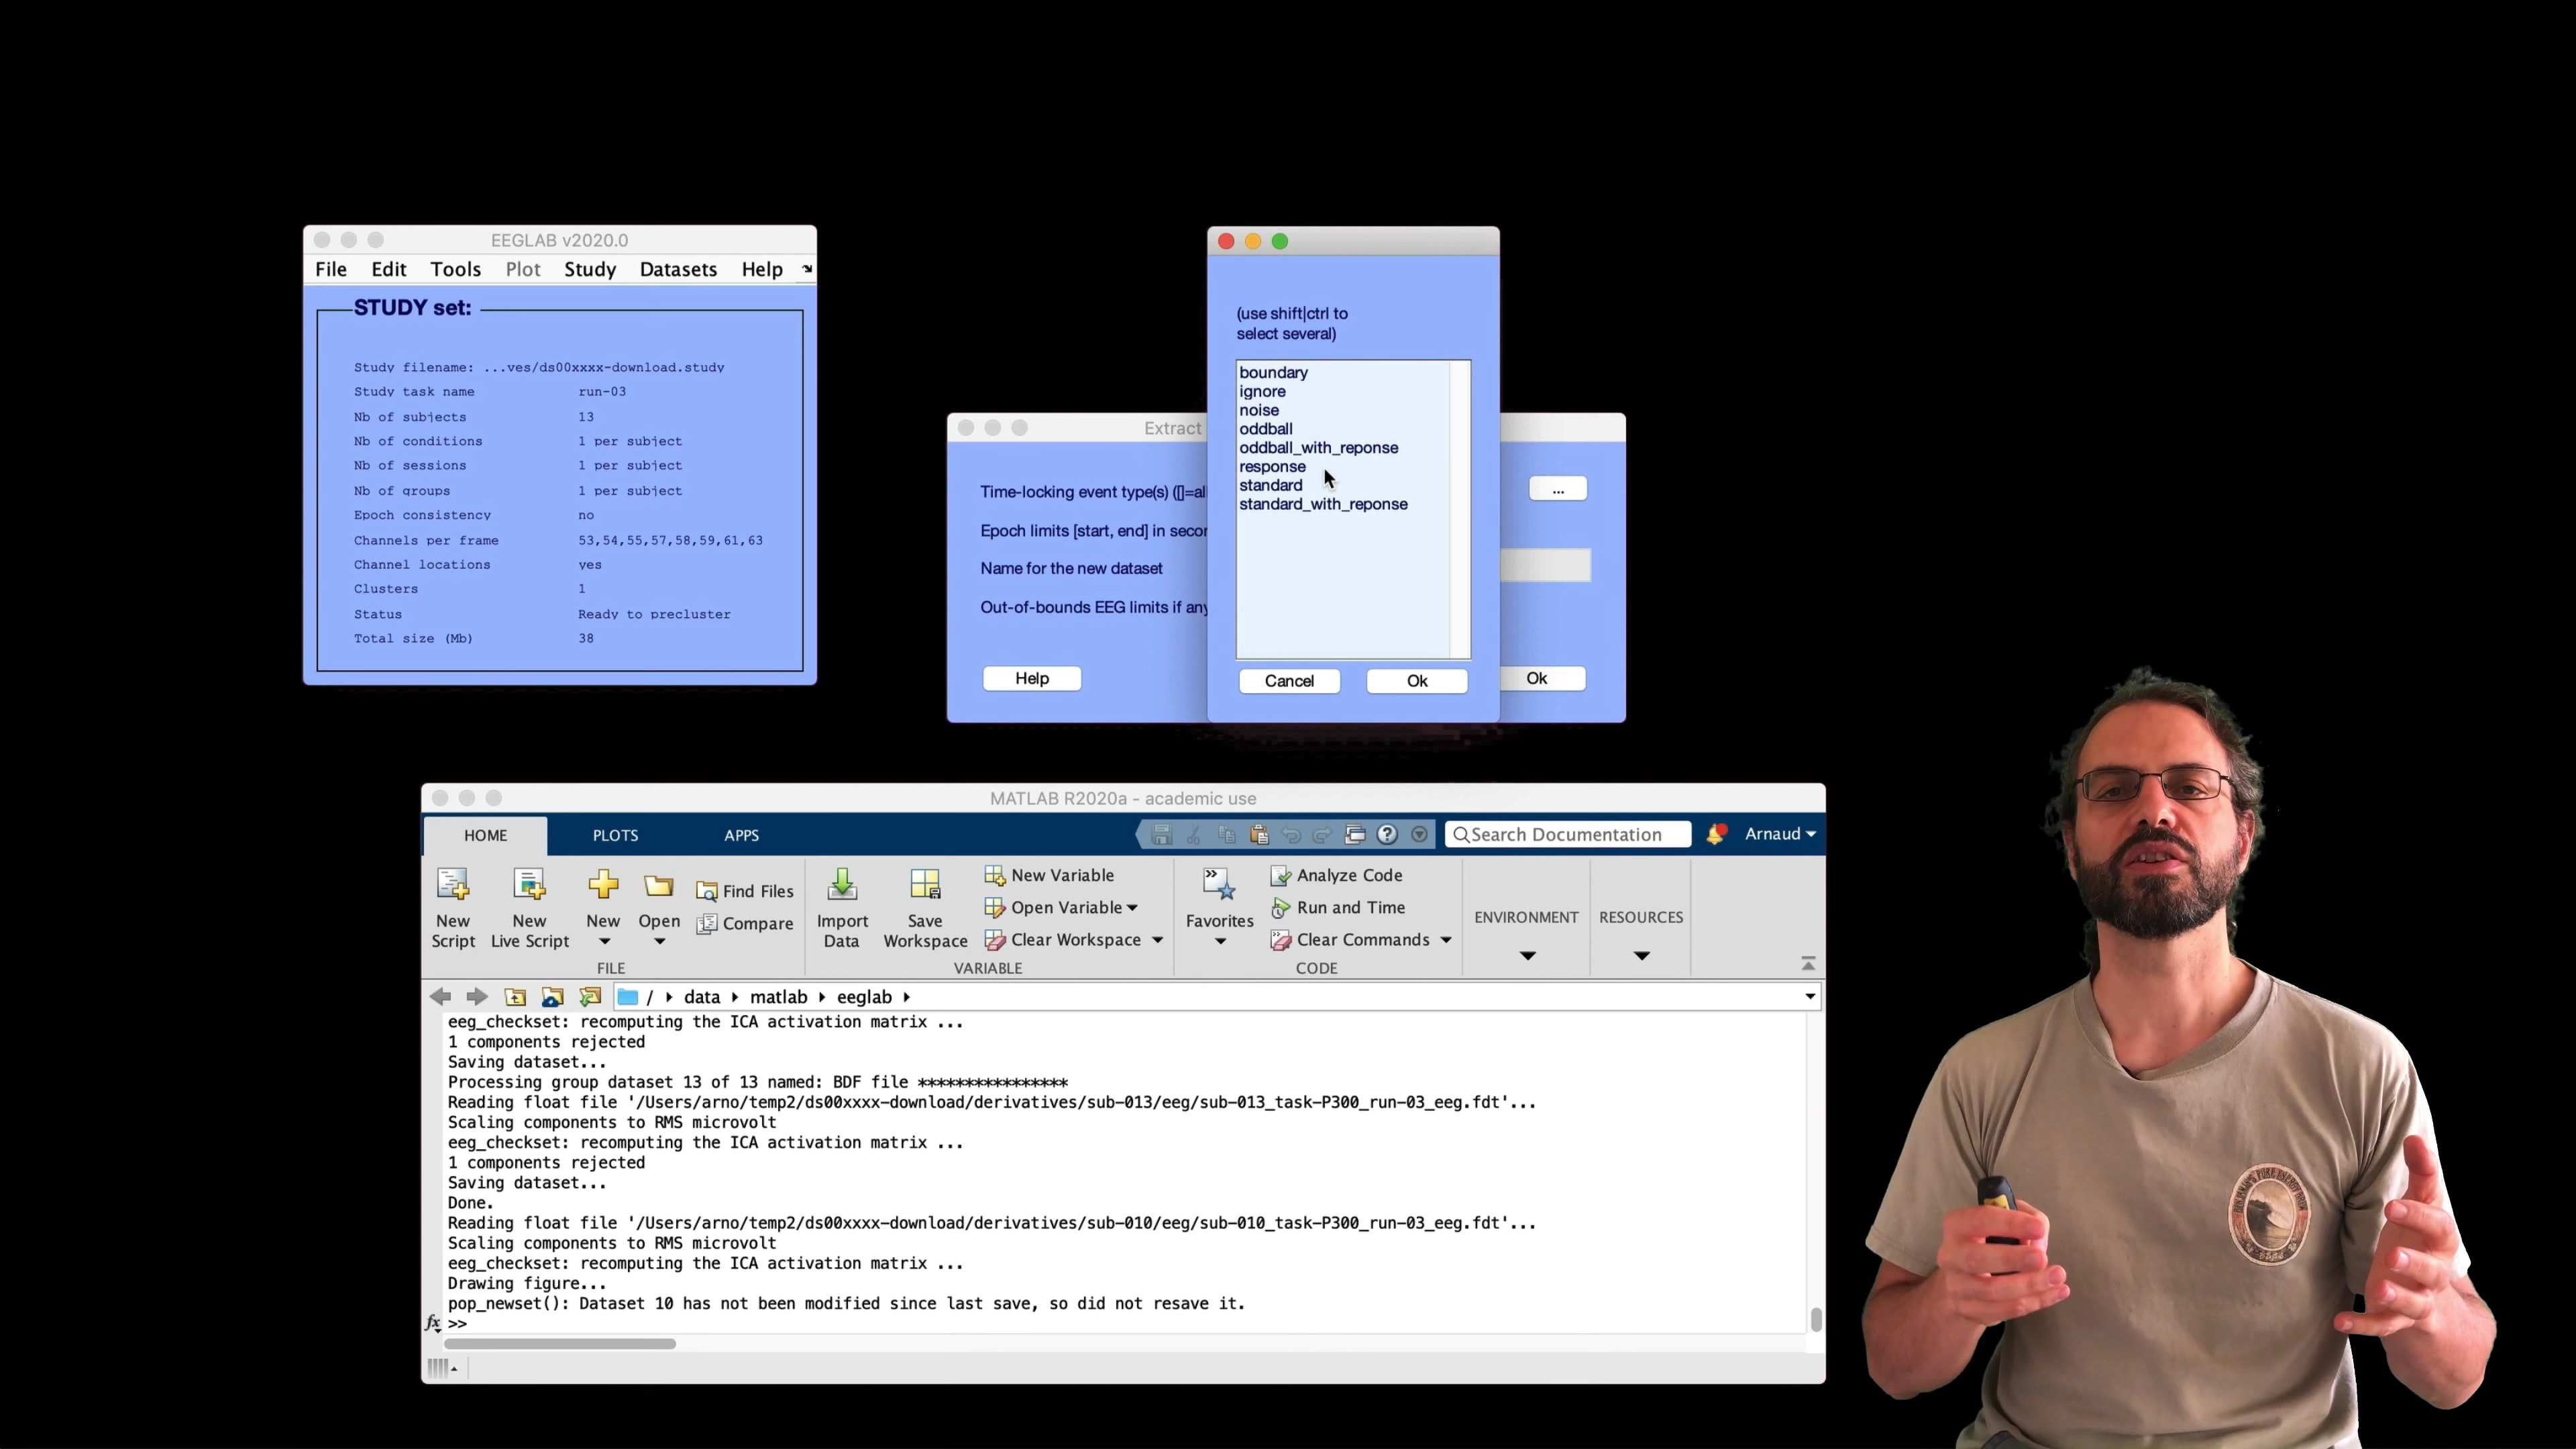 EEGLAB v2020.0
File Edit Tools Plot Study Datasets Help
STUDY set:
Study filename: ...ves/ds00xxxx-download.study
Study task name run-03
Nb of subjects 13
Nb of conditions 1 per subject
Nb of sessions 1 per subject
Nb of groups 1 per subject
Epoch consistency no
Channels per frame 53,54,55,57,58,59,61,63
Channel locations yes
Clusters 1
Status Ready to precluster
Total size (Mb) 38
Extract
Time-locking event type(s) ([]=al
...
Epoch limits [start, end] in secon
Name for the new dataset
Out-of-bounds EEG limits if any
Help
Ok
(use shift|ctrl to
select several)
boundary
ignore
noise
oddball
oddball_with_reponse
response
standard
standard_with_reponse
Cancel Ok
MATLAB R2020a - academic use
HOME PLOTS APPS
Search Documentation
Arnaud
New
Script
New
Live Script
New
Open
Find Files
Compare
FILE
Import
Data
Save
Workspace
New Variable
Open Variable
Clear Workspace
VARIABLE
Favorites
Analyze Code
Run and Time
Clear Commands
CODE
ENVIRONMENT
RESOURCES
/ data matlab eeglab
eeg_checkset: recomputing the ICA activation matrix ...
1 components rejected
Saving dataset...
Processing group dataset 13 of 13 named: BDF file ****************
Reading float file '/Users/arno/temp2/ds00xxxx-download/derivatives/sub-013/eeg/sub-013_task-P300_run-03_eeg.fdt'...
Scaling components to RMS microvolt
eeg_checkset: recomputing the ICA activation matrix ...
1 components rejected
Saving dataset...
Done.
Reading float file '/Users/arno/temp2/ds00xxxx-download/derivatives/sub-010/eeg/sub-010_task-P300_run-03_eeg.fdt'...
Scaling components to RMS microvolt
eeg_checkset: recomputing the ICA activation matrix ...
Drawing figure...
pop_newset(): Dataset 10 has not been modified since last save, so did not resave it.
fx >>